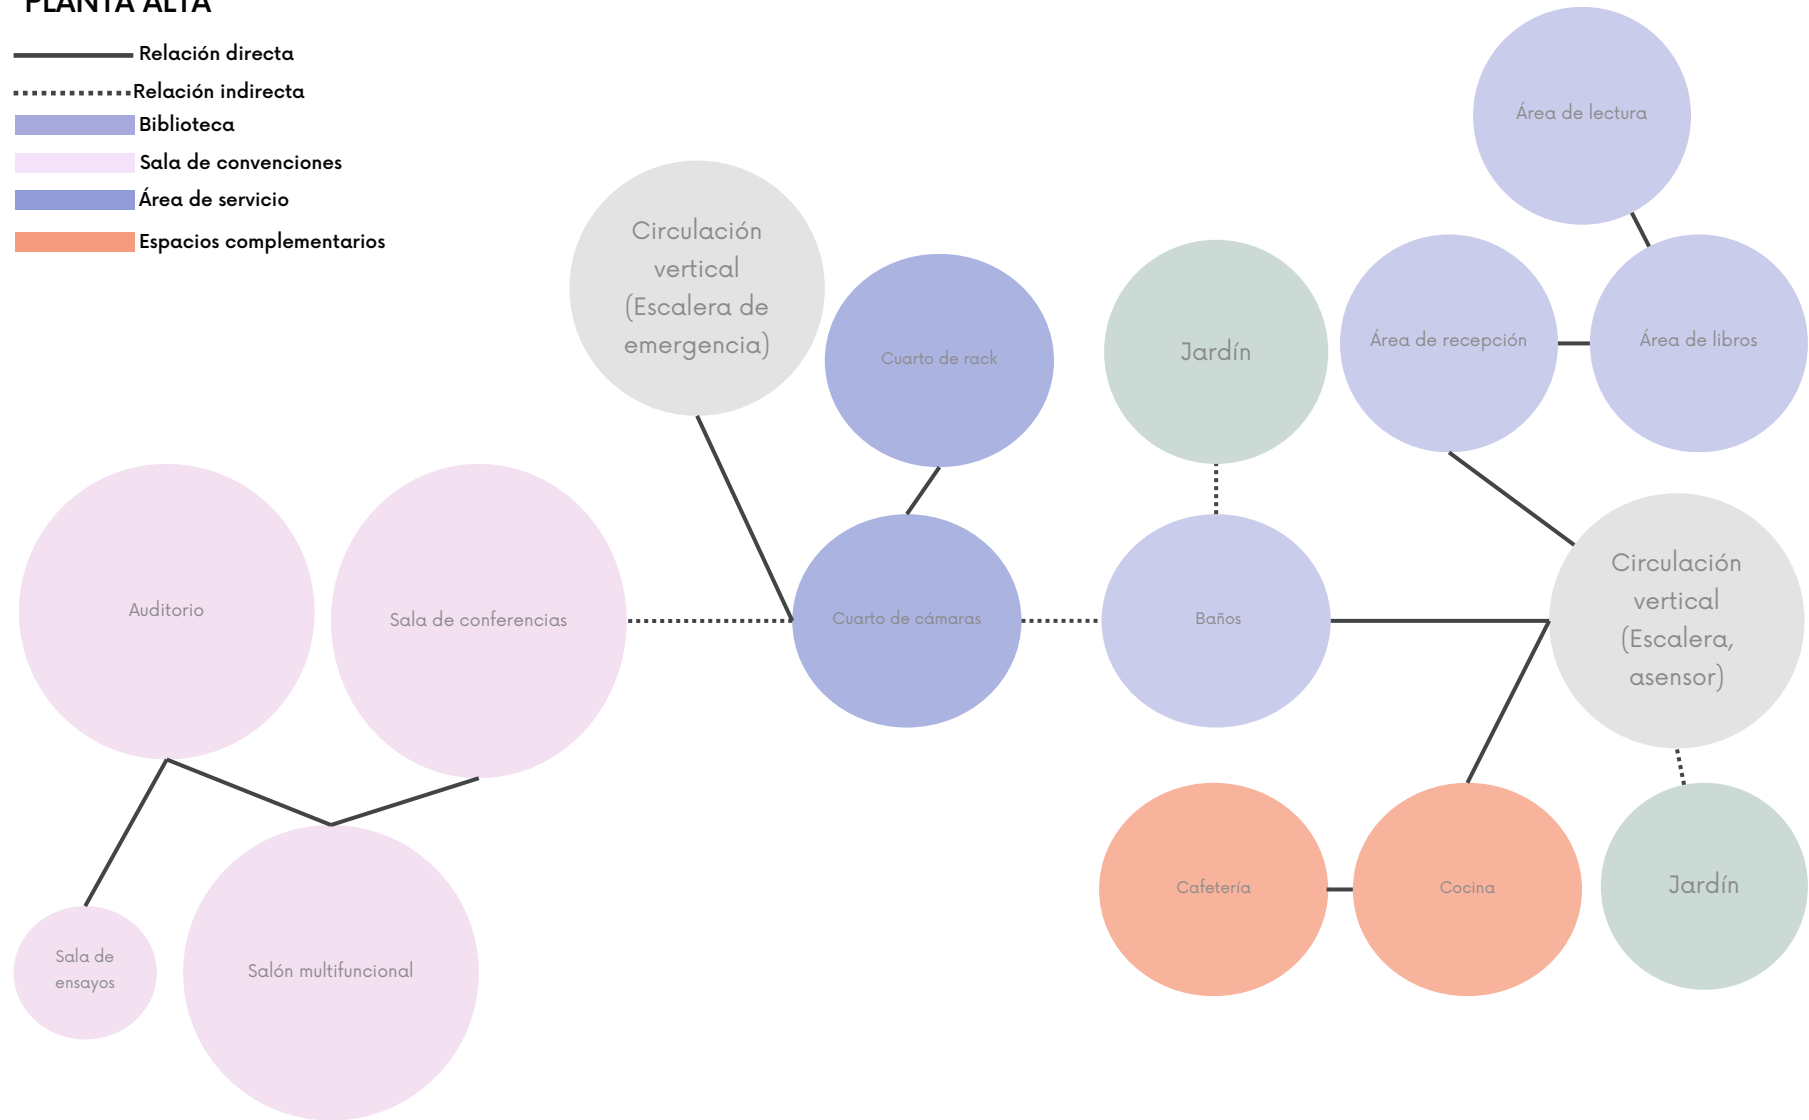 PLANTA ALTA
Relación directa
Relación indirecta
Biblioteca
Sala de convenciones
Área de servicio
Espacios complementarios
Área de lectura
Circulación
vertical
(Escalera de
emergencia)
Cuarto de rack
Jardín
Área de recepción
Área de libros
Auditorio
Sala de conferencias
Cuarto de cámaras
Baños
Circulación
vertical
(Escalera,
asensor)
Cafetería
Cocina
Jardín
Sala de
ensayos
Salón multifuncional